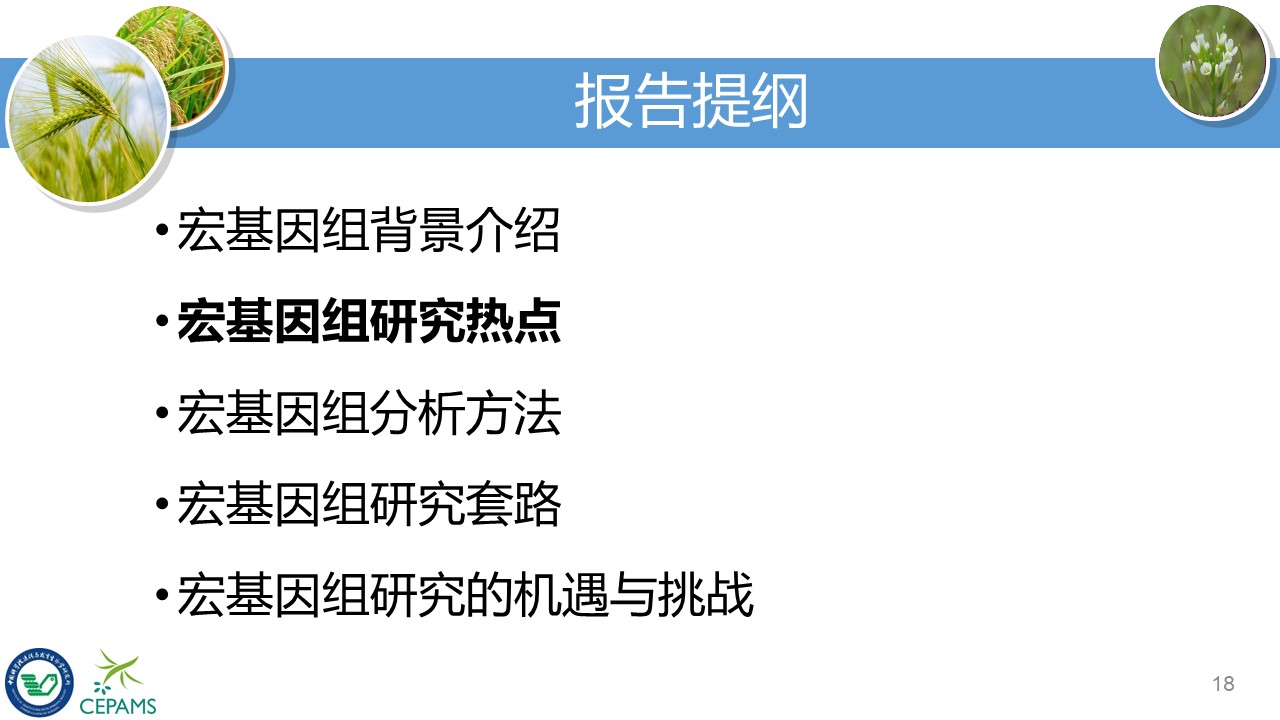 报告提纲
•宏基因组背景介绍
•宏基因组研究热点
•宏基因组分析方法
•宏基因组研究套路
•宏基因组研究的机遇与挑战
CEPAMS
18